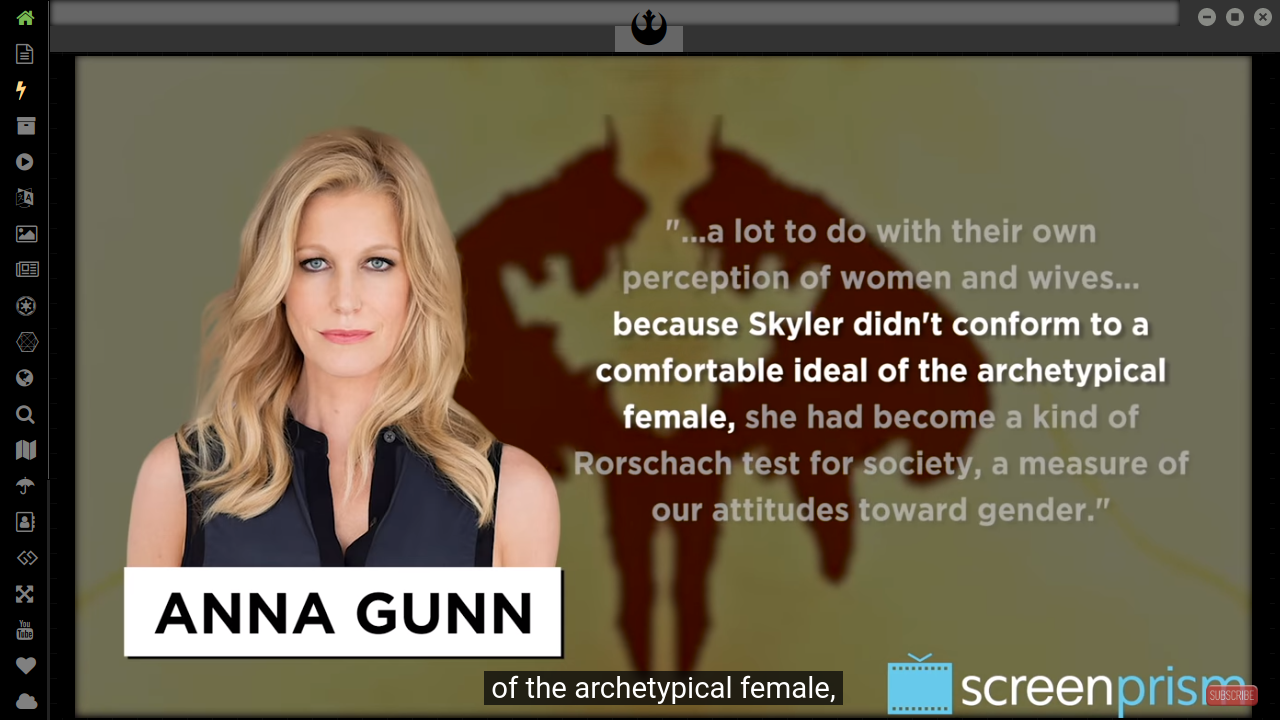 "...a lot to do with their own
perception of women and wives...
because Skyler didn't conform to a
comfortable ideal of the archetypical
female, she had become a kind of
Rorschach test for society, a measure of
our attitudes toward gender."
ANNA GUNN
of the archetypical female,
screenprism
SUBSCRIBE
You
Tube